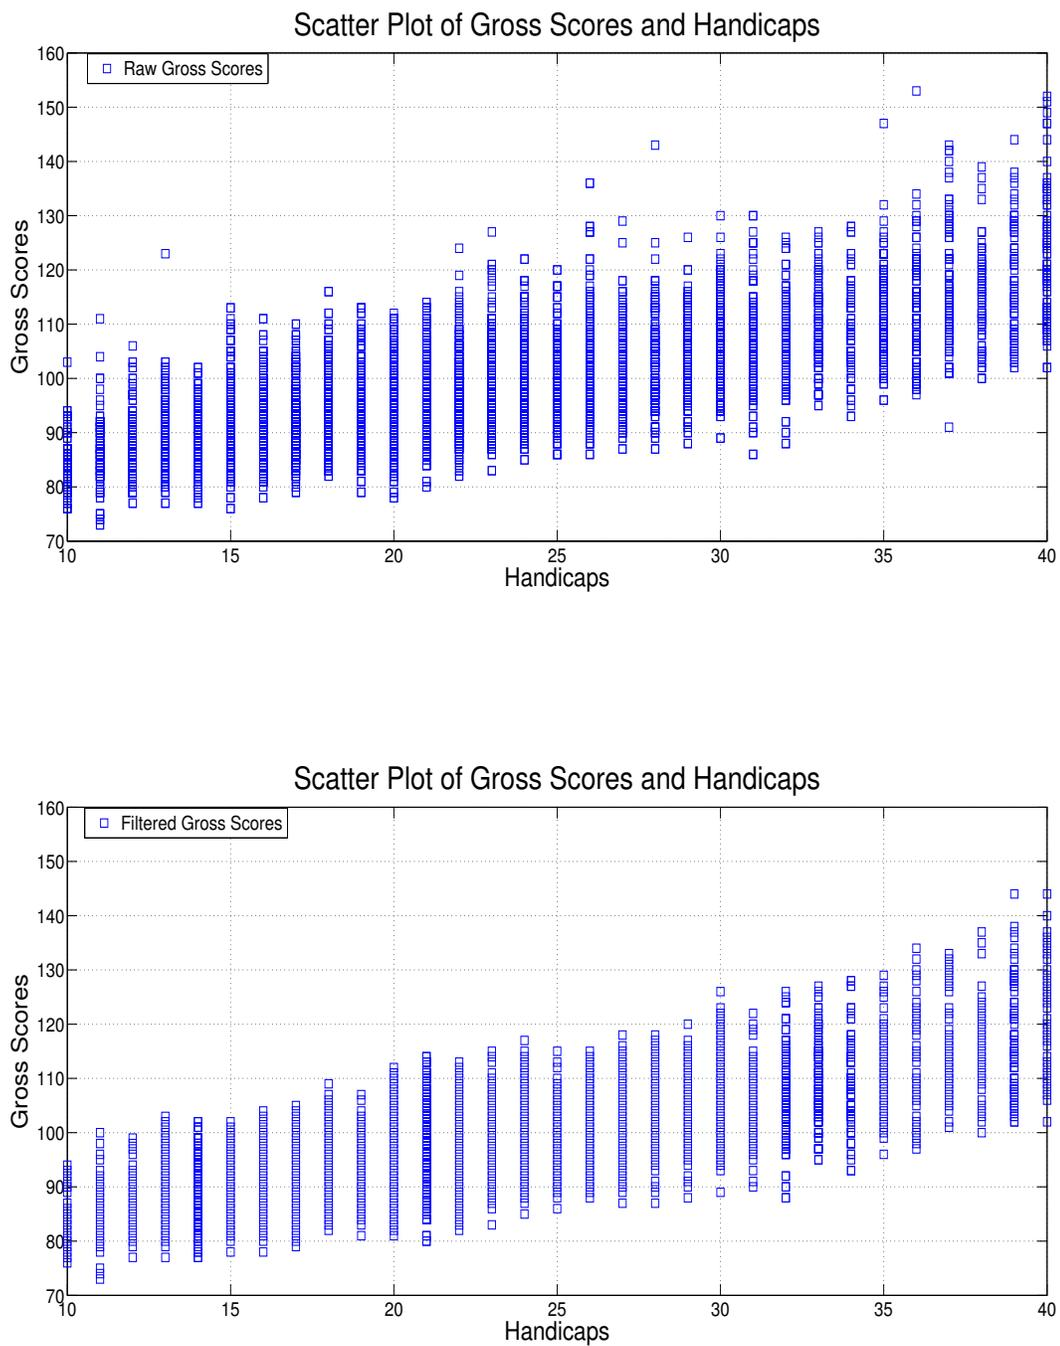 Scatter Plot of Gross Scores and Handicaps
160
Raw Gross Scores
150
140
130
120
110
100
90
80
70
Gross Scores
10 15 20 25 30 35 40
Handicaps
Scatter Plot of Gross Scores and Handicaps
160
Filtered Gross Scores
150
140
130
120
110
100
90
80
70
Gross Scores
10 15 20 25 30 35 40
Handicaps